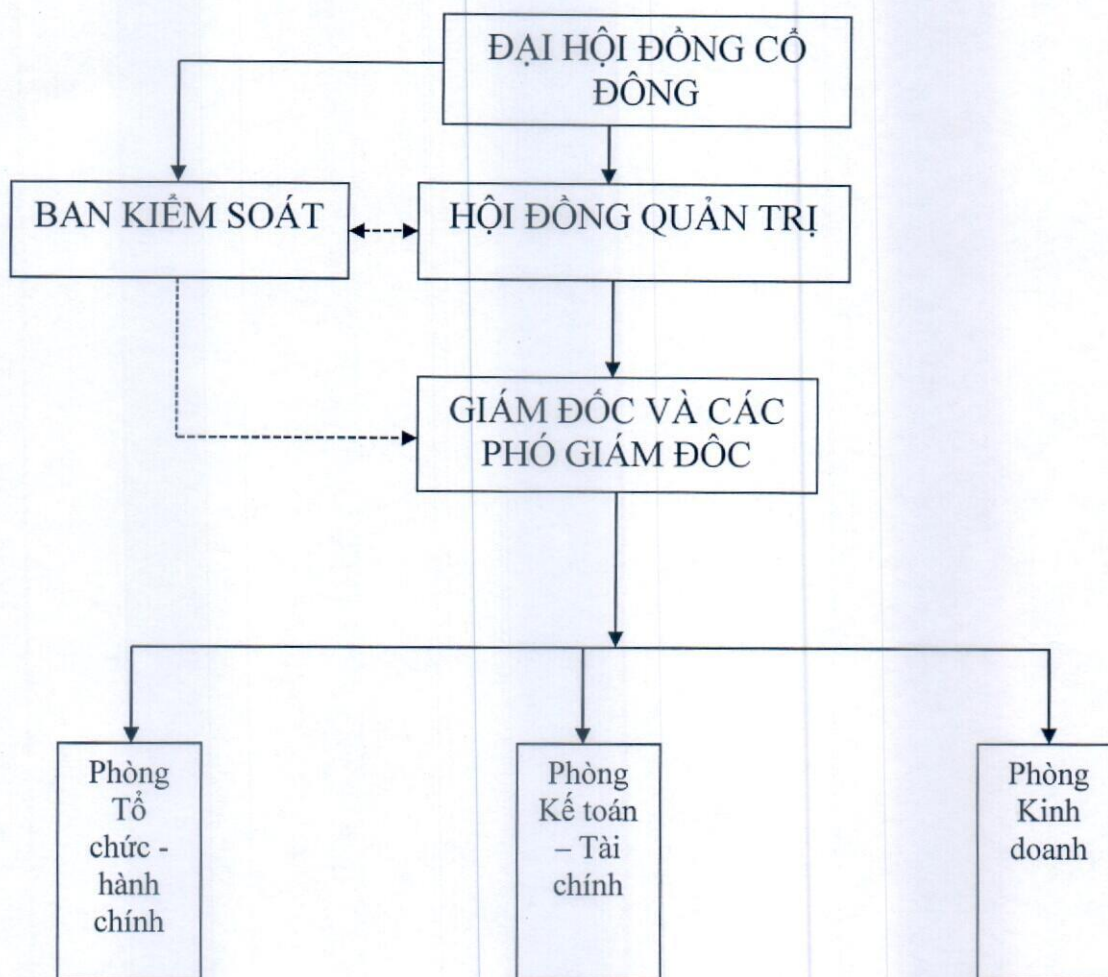 ĐẠI HỘI ĐỒNG CỔ
ĐÔNG
BAN KIỂM SOÁT
HỘI ĐỒNG QUẢN TRỊ
GIÁM ĐỐC VÀ CÁC
PHÓ GIÁM ĐỐC
Phòng
Tổ
chức -
hành
chính
Phòng
Kế toán
– Tài
chính
Phòng
Kinh
doanh